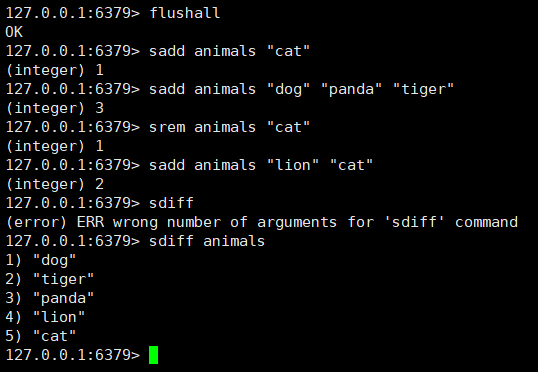 127.0.0.1:6379> flushall
OK
127.0.0.1:6379> sadd animals "cat"
(integer) 1
127.0.0.1:6379> sadd animals "dog" "panda" "tiger"
(integer) 3
127.0.0.1:6379> srem animals "cat"
(integer) 1
127.0.0.1:6379> sadd animals "lion" "cat"
(integer) 2
127.0.0.1:6379> sdiff
(error) ERR wrong number of arguments for 'sdiff' command
127.0.0.1:6379> sdiff animals
1) "dog"
2) "tiger"
3) "panda"
4) "lion"
5) "cat"
127.0.0.1:6379>